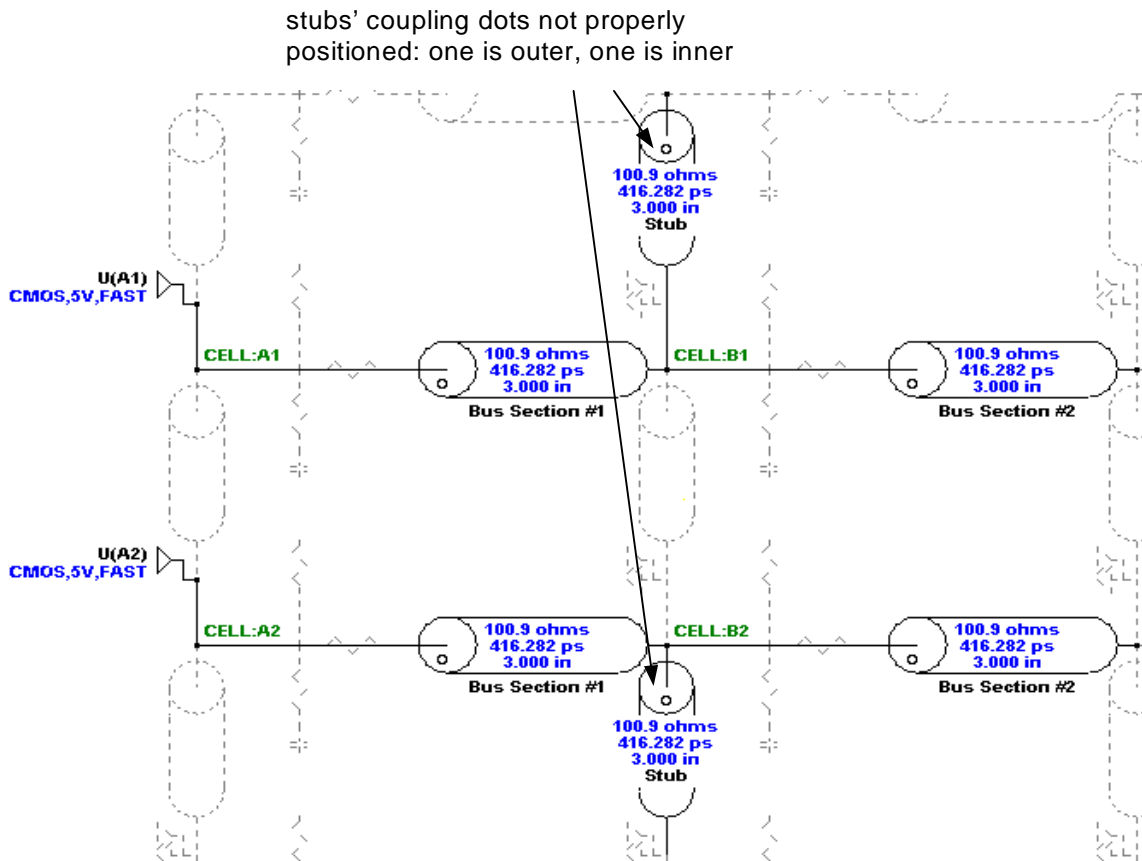 stubs’ coupling dots not properly
positioned: one is outer, one is inner
100.9 ohms
416.282 ps
3.000 in
Stub
U(A1)
CMOS,5V,FAST
CELL:A1
100.9 ohms
416.282 ps
3.000 in
Bus Section #1
CELL:B1
100.9 ohms
416.282 ps
3.000 in
Bus Section #2
U(A2)
CMOS,5V,FAST
CELL:A2
100.9 ohms
416.282 ps
3.000 in
Bus Section #1
CELL:B2
100.9 ohms
416.282 ps
3.000 in
Bus Section #2
100.9 ohms
416.282 ps
3.000 in
Stub